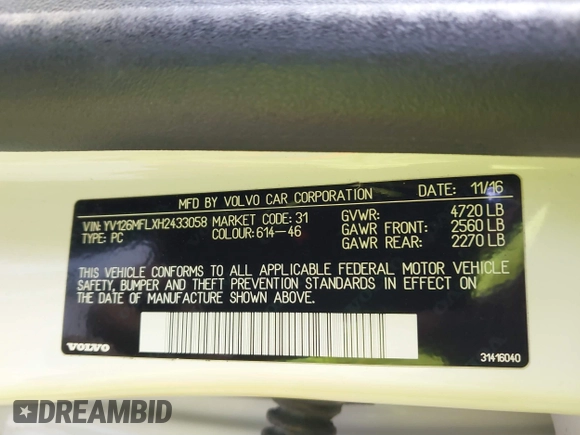 MFD BY VOLVO CAR CORPORATION DATE: 11/16
VIN: YV126MFLXH2433058 MARKET CODE: 31 GVWR: 4720 LB
TYPE: PC COLOUR: 614-46 GAWR FRONT: 2560 LB
GAWR REAR: 2270 LB
THIS VEHICLE CONFORMS TO ALL APPLICABLE FEDERAL MOTOR VEHICLE
SAFETY, BUMPER AND THEFT PREVENTION STANDARDS IN EFFECT ON
THE DATE OF MANUFACTURE SHOWN ABOVE.
VOLVO 31416040
DREAMBID